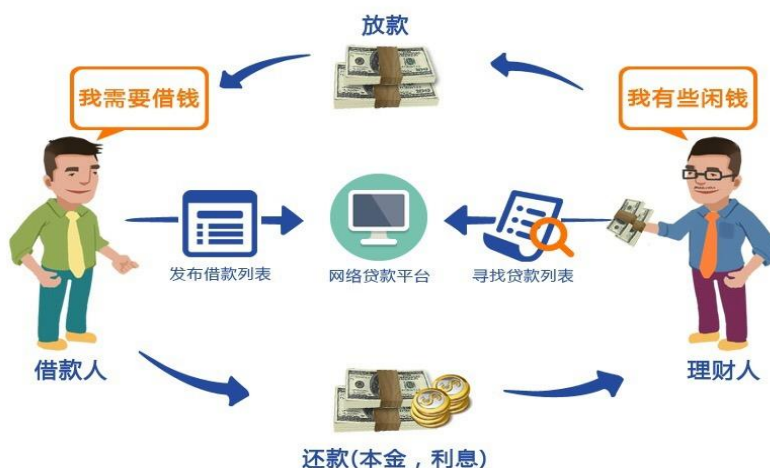 放款
我需要借钱
我有些闲钱
发布借款列表
网络贷款平台
寻找贷款列表
借款人
理财人
还款(本金，利息)